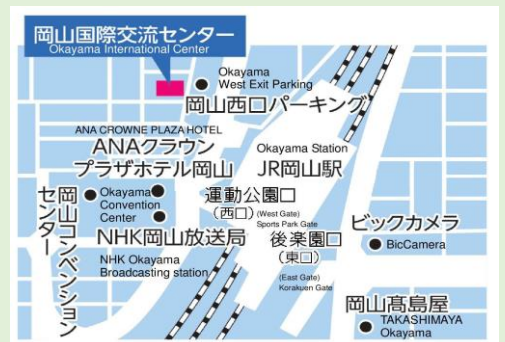 岡山国際交流センター
Okayama International Center
Okayama
West Exit Parking
岡山西口パーキング
ANA CROWNE PLAZA HOTEL
ANAクラウン
プラザホテル岡山
Okayama Station
JR岡山駅
岡山コンベンション
センター
Okayama
Convention
Center
運動公園口
(西口)
(West Gate)
Sports Park Gate
NHK岡山放送局
NHK Okayama
Broadcasting station
後楽園口
(東口)
(East Gate)
Korakuen Gate
ビックカメラ
BicCamera
岡山髙島屋
TAKASHIMAYA
Okayama